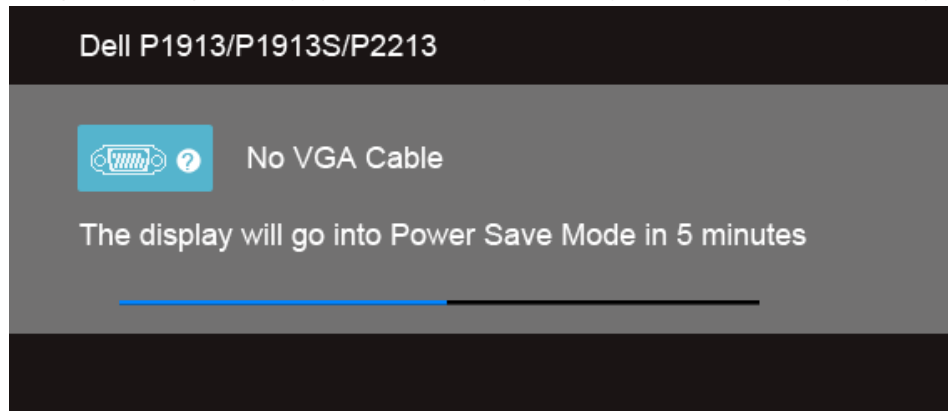 Dell P1913/P1913S/P2213
?
No VGA Cable
The display will go into Power Save Mode in 5 minutes